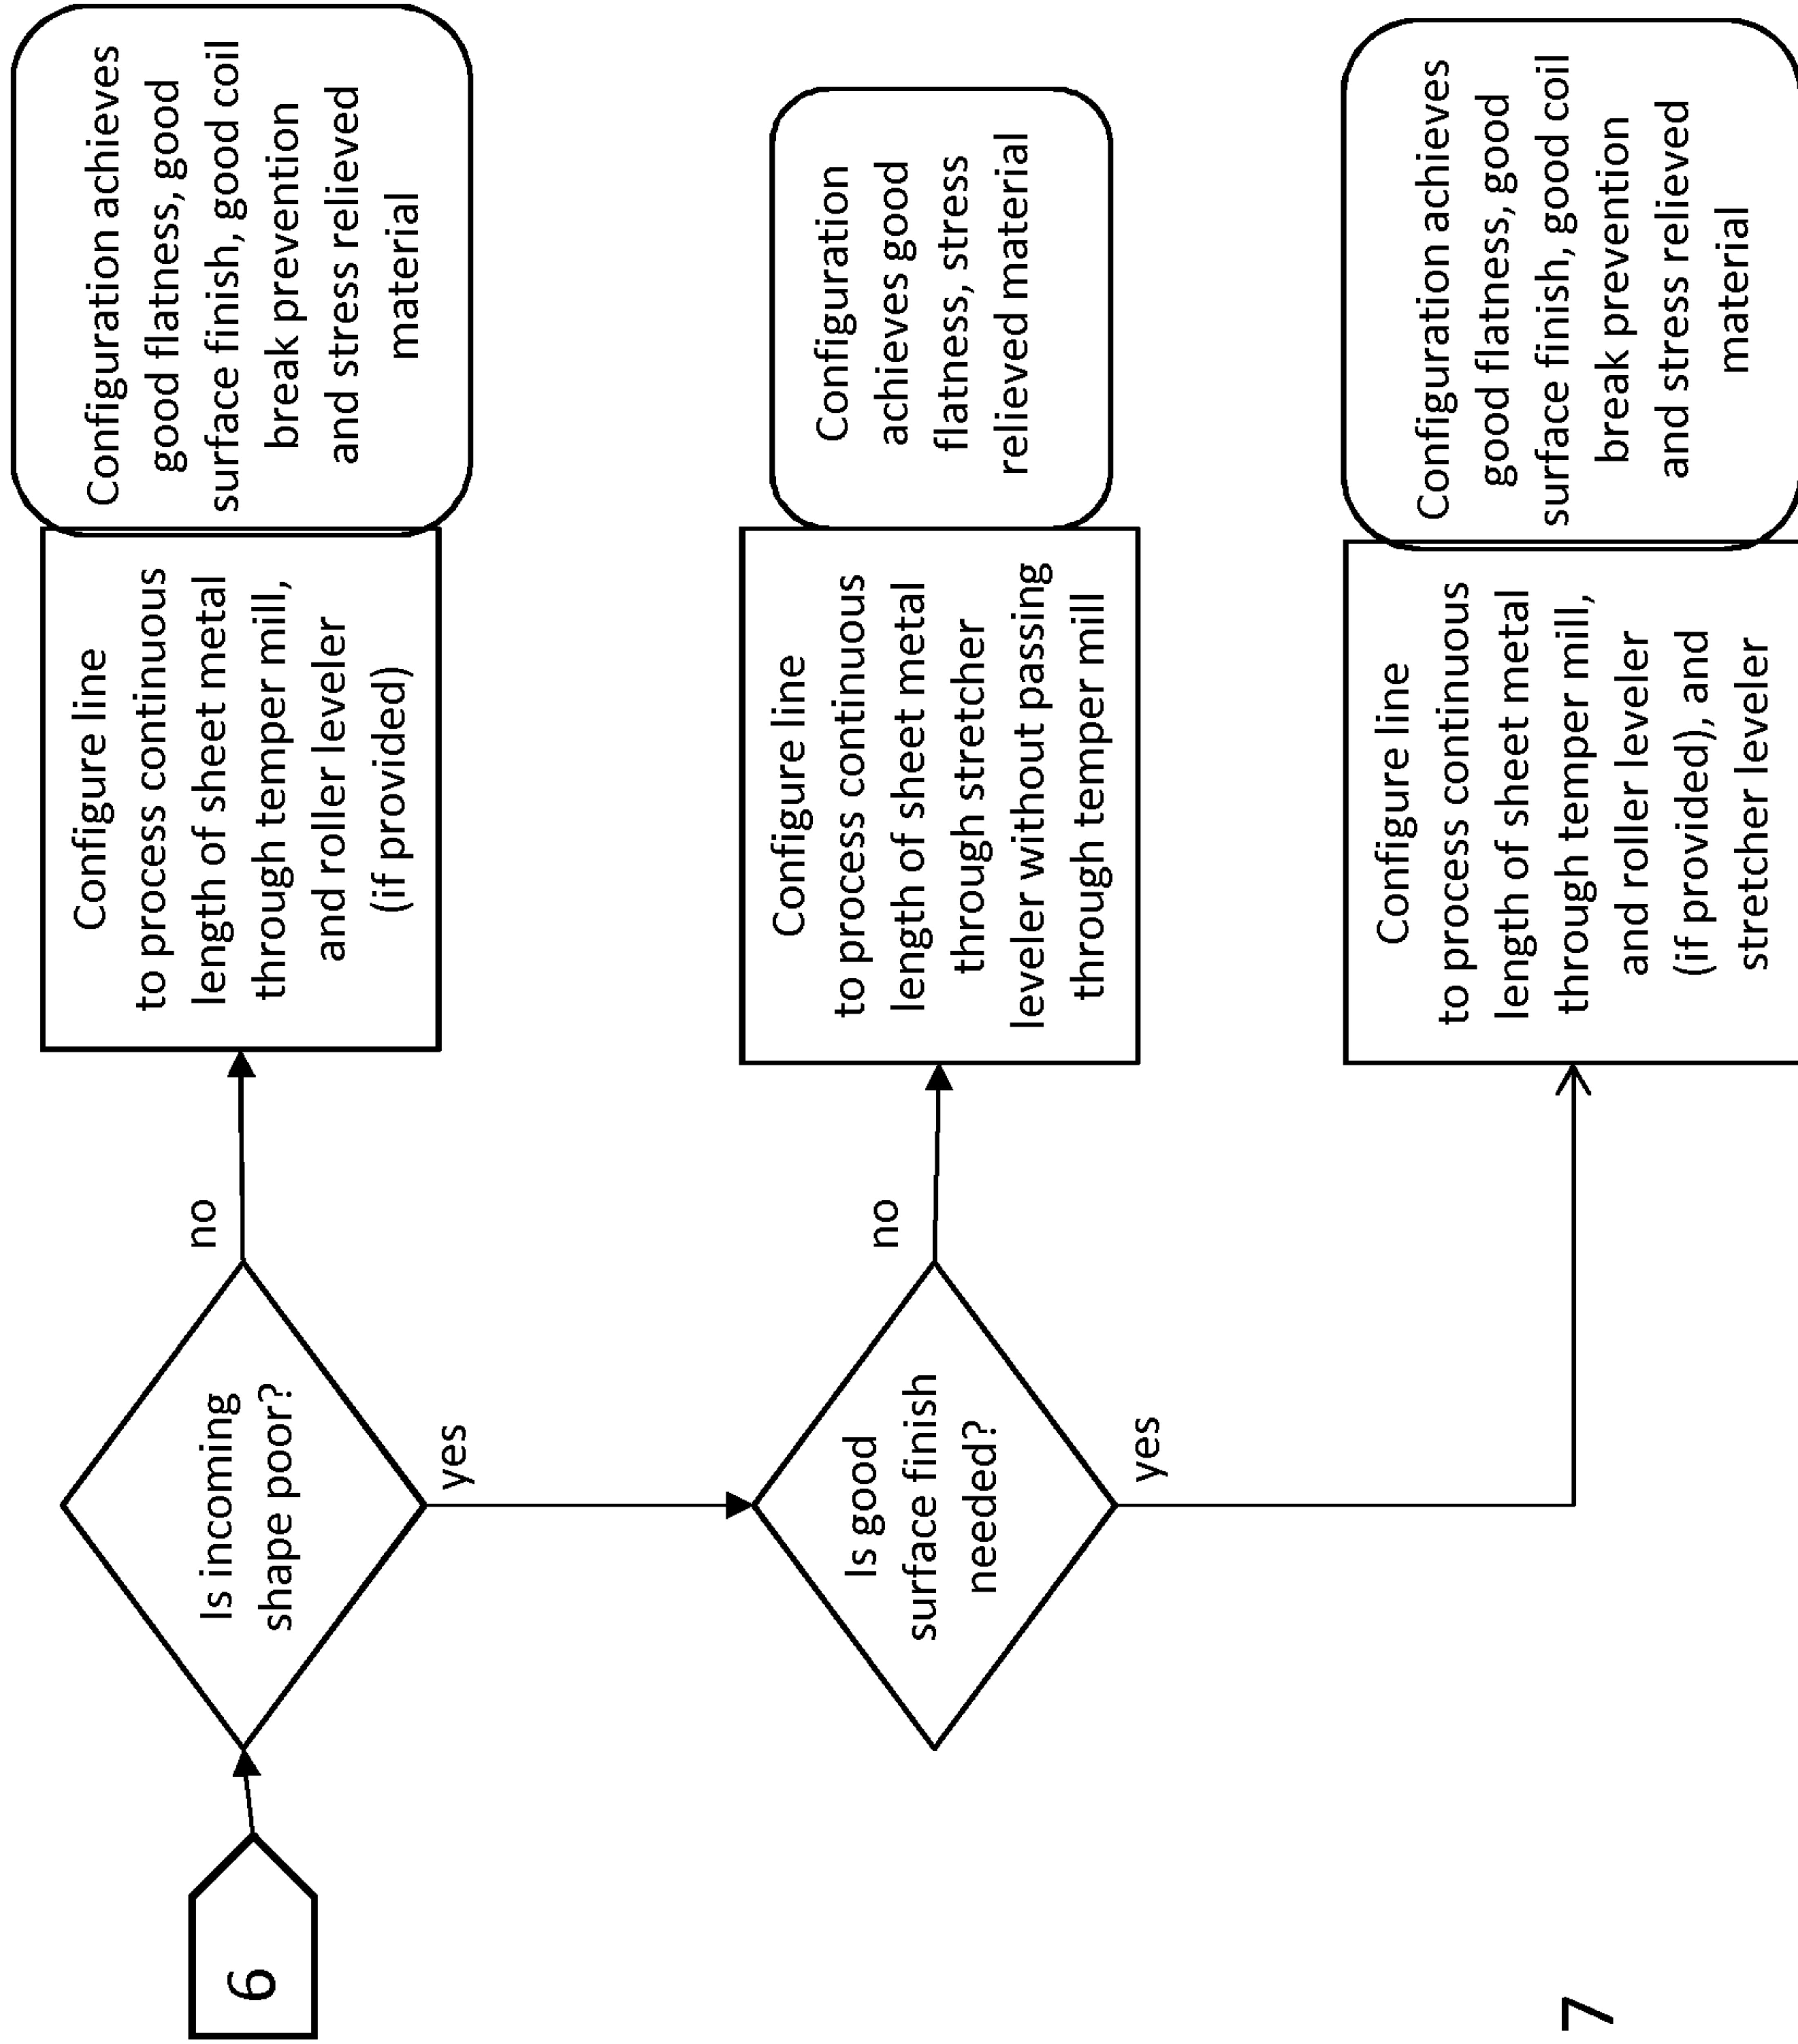 6
Is incoming
shape poor?
no
yes
Configure line
to process continuous
length of sheet metal
through temper mill,
and roller leveler
(if provided)
Configuration achieves
good flatness, good
surface finish, good coil
break prevention
and stress relieved
material
Is good
surface finish
needed?
no
yes
Configure line
to process continuous
length of sheet metal
through stretcher
leveler without passing
through temper mill
Configuration
achieves good
flatness, stress
relieved material
Configure line
to process continuous
length of sheet metal
through temper mill,
and roller leveler
(if provided), and
stretcher leveler
Configuration achieves
good flatness, good
surface finish, good coil
break prevention
and stress relieved
material
7